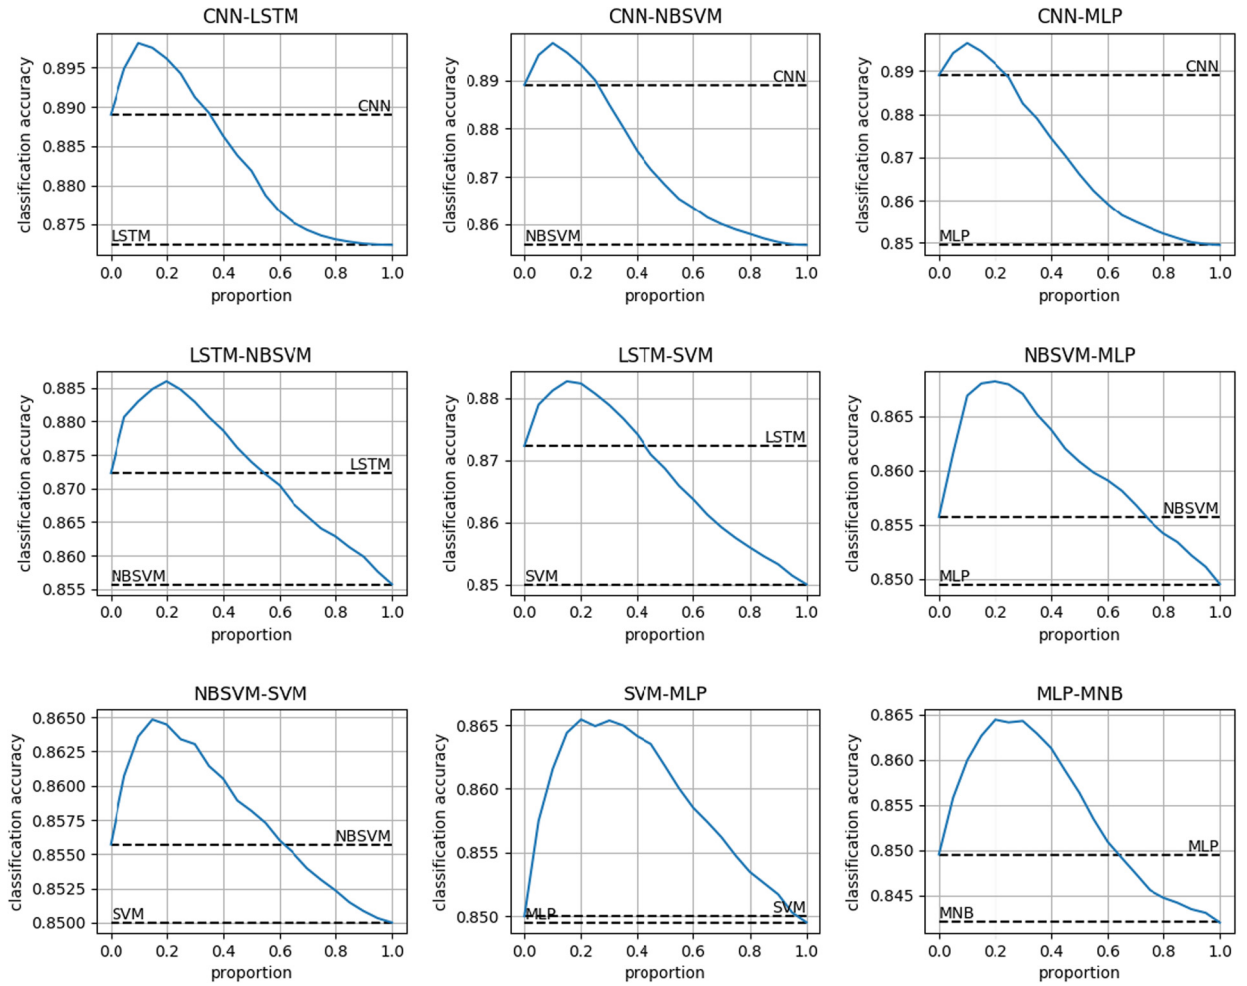 CNN-LSTM
classification accuracy
0.895
0.890
0.885
0.880
0.875
CNN
LSTM
0.0 0.2 0.4 0.6 0.8 1.0
proportion
CNN-NBSVM
classification accuracy
0.89
0.88
0.87
0.86
CNN
NBSVM
0.0 0.2 0.4 0.6 0.8 1.0
proportion
CNN-MLP
classification accuracy
0.89
0.88
0.87
0.86
0.85
CNN
MLP
0.0 0.2 0.4 0.6 0.8 1.0
proportion
LSTM-NBSVM
classification accuracy
0.885
0.880
0.875
0.870
0.865
0.860
0.855
LSTM
NBSVM
0.0 0.2 0.4 0.6 0.8 1.0
proportion
LSTM-SVM
classification accuracy
0.88
0.87
0.86
0.85
LSTM
SVM
0.0 0.2 0.4 0.6 0.8 1.0
proportion
NBSVM-MLP
classification accuracy
0.865
0.860
0.855
0.850
NBSVM
MLP
0.0 0.2 0.4 0.6 0.8 1.0
proportion
NBSVM-SVM
classification accuracy
0.8650
0.8625
0.8600
0.8575
0.8550
0.8525
0.8500
NBSVM
SVM
0.0 0.2 0.4 0.6 0.8 1.0
proportion
SVM-MLP
classification accuracy
0.865
0.860
0.855
0.850
SVM
MLP
0.0 0.2 0.4 0.6 0.8 1.0
proportion
MLP-MNB
classification accuracy
0.865
0.860
0.855
0.850
0.845
MLP
MNB
0.0 0.2 0.4 0.6 0.8 1.0
proportion